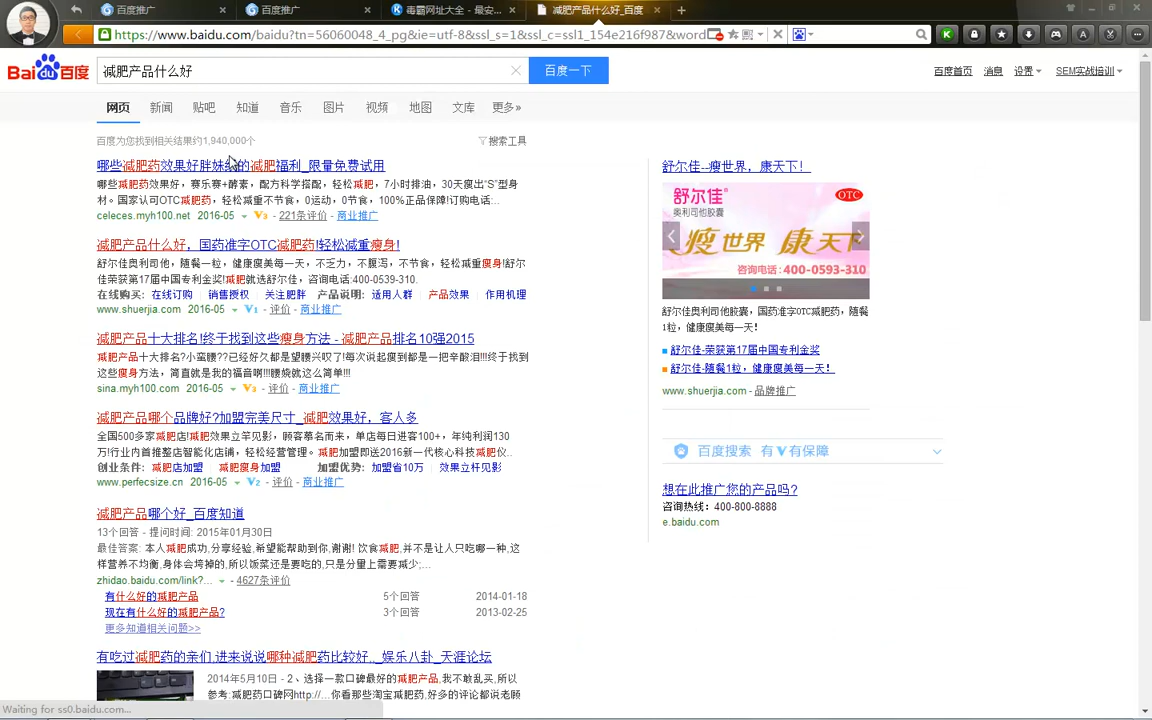 百度推广
百度推广
毒霸网址大全 - 最安...
减肥产品什么好_百度
https://www.baidu.com/baidu?tn=56060048_4_pg&ie=utf-8&ssl_s=1&ssl_c=ssl1_154e216f987&word
Bai du 百度
减肥产品什么好
百度一下
百度首页 消息 设置 SEM实战培训
网页 新闻 贴吧 知道 音乐 图片 视频 地图 文库 更多»
百度为您找到相关结果约1,940,000个
搜索工具
哪些减肥药效果好胖妹纸的减肥福利_限量免费试用
哪些减肥药效果好，赛乐赛+酵素，配方科学搭配，轻松减肥，7小时排油，30天瘦出"S"型身
材。国家认可OTC减肥药，轻松减重不节食，0运动，0节食，100%正品保障!订购电话:..
celeces.myh100.net 2016-05 V3 - 221条评价 - 商业推广
减肥产品什么好，国药准字OTC减肥药!轻松减重瘦身!
舒尔佳奥利司他，随餐一粒，健康瘦美每一天，不乏力，不腹泻，不节食，轻松减重瘦身!舒尔
佳荣获第17届中国专利金奖!减肥就选舒尔佳，咨询电话:400-0593-310.
在线购买: 在线订购 销售授权 关注肥胖 产品说明: 适用人群 产品效果 作用机理
www.shuerjia.com 2016-05 V1 - 评价 - 商业推广
减肥产品十大排名!终于找到这些瘦身方法 - 减肥产品排名10强2015
减肥产品十大排名?小蛮腰??已经好久都是望腰兴叹了!每次说起瘦到都是一把辛酸泪!!!终于找到
这些瘦身方法，简直就是我的福音啊!!!腰娆就这么简单!!!
sina.myh100.com 2016-05 V3 - 评价 - 商业推广
减肥产品哪个品牌好?加盟完美尺寸_减肥效果好，客人多
全国500多家减肥店!减肥效果立竿见影，顾客慕名而来，单店每日进客100+，年纯利润130
万!行业内首推整店智能化店铺，轻松经营管理。减肥加盟即送2016新一代核心科技减肥仪..
创业条件: 减肥店加盟 减肥瘦身加盟 加盟优势: 加盟省10万 效果立杆见影
www.perfecsize.cn 2016-05 V2 - 评价 - 商业推广
减肥产品哪个好_百度知道
13个回答 - 提问时间: 2015年01月30日
最佳答案: 本人减肥成功,分享经验,希望能帮助到你,谢谢! 饮食减肥,并不是让人只吃哪一种,这
样营养不均衡,身体会垮掉的,所以饭菜还是要吃的,只是分量上需要减少;...
zhidao.baidu.com/link?... - 4627条评价
有什么好的减肥产品 5个回答 2014-01-18
现在有什么好的减肥产品? 3个回答 2013-02-25
更多知道相关问题>>
有吃过减肥药的亲们,进来说说哪种减肥药比较好.._娱乐八卦_天涯论坛
2014年5月10日 - 2、选择一款口碑最好的减肥产品,我不敢乱买,所以
参考:减肥药口碑网http://...你看那些淘宝减肥药,好多的评论都说老顾
舒尔佳--瘦世界，康天下!
舒尔佳
奥利司他胶囊
OTC
瘦世界 康天下
咨询电话: 400-0593-310
舒尔佳奥利司他胶囊，国药准字OTC减肥药，随餐
1粒，健康瘦美每一天!
舒尔佳-荣获第17届中国专利金奖
舒尔佳-随餐1粒，健康瘦美每一天!
www.shuerjia.com - 品牌推广
百度搜索 有V有保障
想在此推广您的产品吗?
咨询热线: 400-800-8888
e.baidu.com
Waiting for ss0.baidu.com...